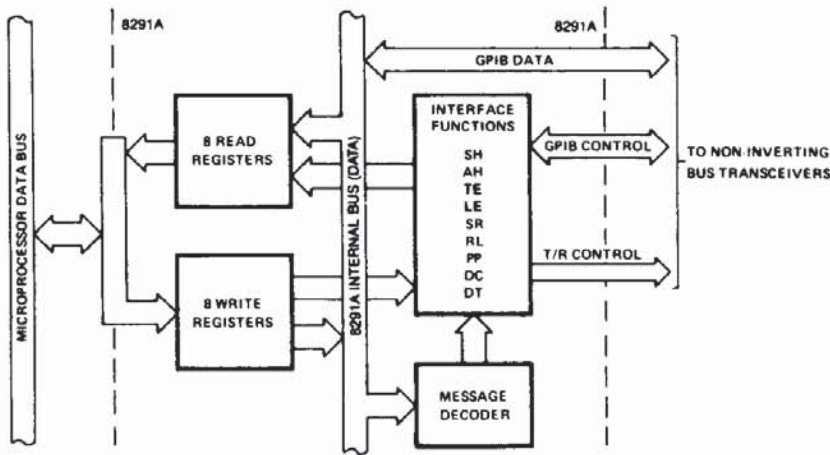 8291A
8291A
GPIB DATA
INTERFACE
FUNCTIONS
SH
AH
TE
LE
SR
RL
PP
DC
DT
8 READ
REGISTERS
GPIB CONTROL
TO NON-INVERTING
BUS TRANSCEIVERS
MICROPROCESSOR DATA BUS
8291A INTERNAL BUS (DATA)
T/R CONTROL
8 WRITE
REGISTERS
MESSAGE
DECODER